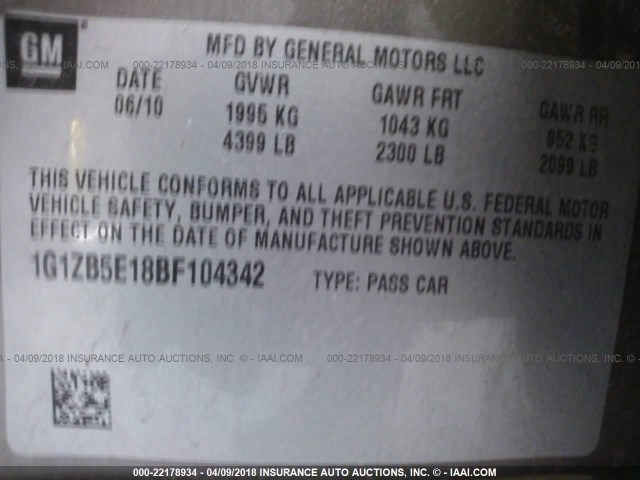 GM
MFD BY GENERAL MOTORS LLC
DATE GVWR GAWR FRT GAWR RR
06/10 1995 KG 1043 KG 952 KG
4399 LB 2300 LB 2099 LB
THIS VEHICLE CONFORMS TO ALL APPLICABLE U.S. FEDERAL MOTOR
VEHICLE SAFETY, BUMPER, AND THEFT PREVENTION STANDARDS IN
EFFECT ON THE DATE OF MANUFACTURE SHOWN ABOVE.
1G1ZB5E18BF104342 TYPE: PASS CAR
000-22178934 - 04/09/2018 INSURANCE AUTO AUCTIONS, INC. © - IAAI.COM